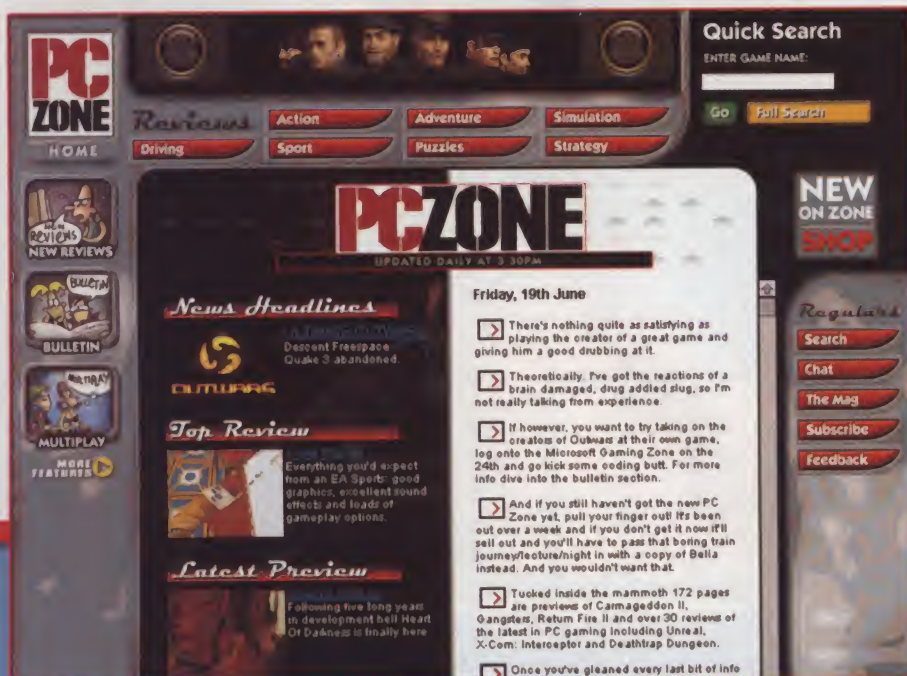 PC
ZONE
HOME
Reviews
Action
Adventure
Simulation
Driving
Sport
Puzzles
Strategy
Quick Search
ENTER GAME NAME:
Go
Full Search
NEW REVIEWS
NEW REVIEWS
BULLETIN
BULLETIN
MULTIPLAY
MULTIPLAY
MORE
FEATURES
PCZONE
UPDATED DAILY AT 3 30PM
News Headlines
OUTWARS
Descent Freespace
Quake 3 abandoned.
Top Review
Everything you'd expect
from an EA Sports: good
graphics, excellent sound
effects and loads of
gameplay options.
Latest Preview
Following five long years
in development hell Heart
Of Darkness is finally here
Friday, 19th June
There's nothing quite as satisfying as
playing the creator of a great game and
giving him a good drubbing at it.
Theoretically. I've got the reactions of a
brain damaged, drug addled slug, so I'm
not really talking from experience.
If however, you want to try taking on the
creators of Outwars at their own game,
log onto the Microsoft Gaming Zone on the
24th and go kick some coding butt. For more
info dive into the bulletin section.
And if you still haven't got the new PC
Zone yet, pull your finger out! It's been
out over a week and if you don't get it now it'll
sell out and you'll have to pass that boring train
journey/lecture/night in with a copy of Bella
instead. And you wouldn't want that.
Tucked inside the mammoth 172 pages
are previews of Carmageddon II,
Gangsters, Return Fire II and over 30 reviews of
the latest in PC gaming including Unreal,
X-Com: Interceptor and Deathtrap Dungeon.
Once you've gleaned every last bit of info
NEW
ON ZONE
SHOP
Regulars
Search
Chat
The Mag
Subscribe
Feedback